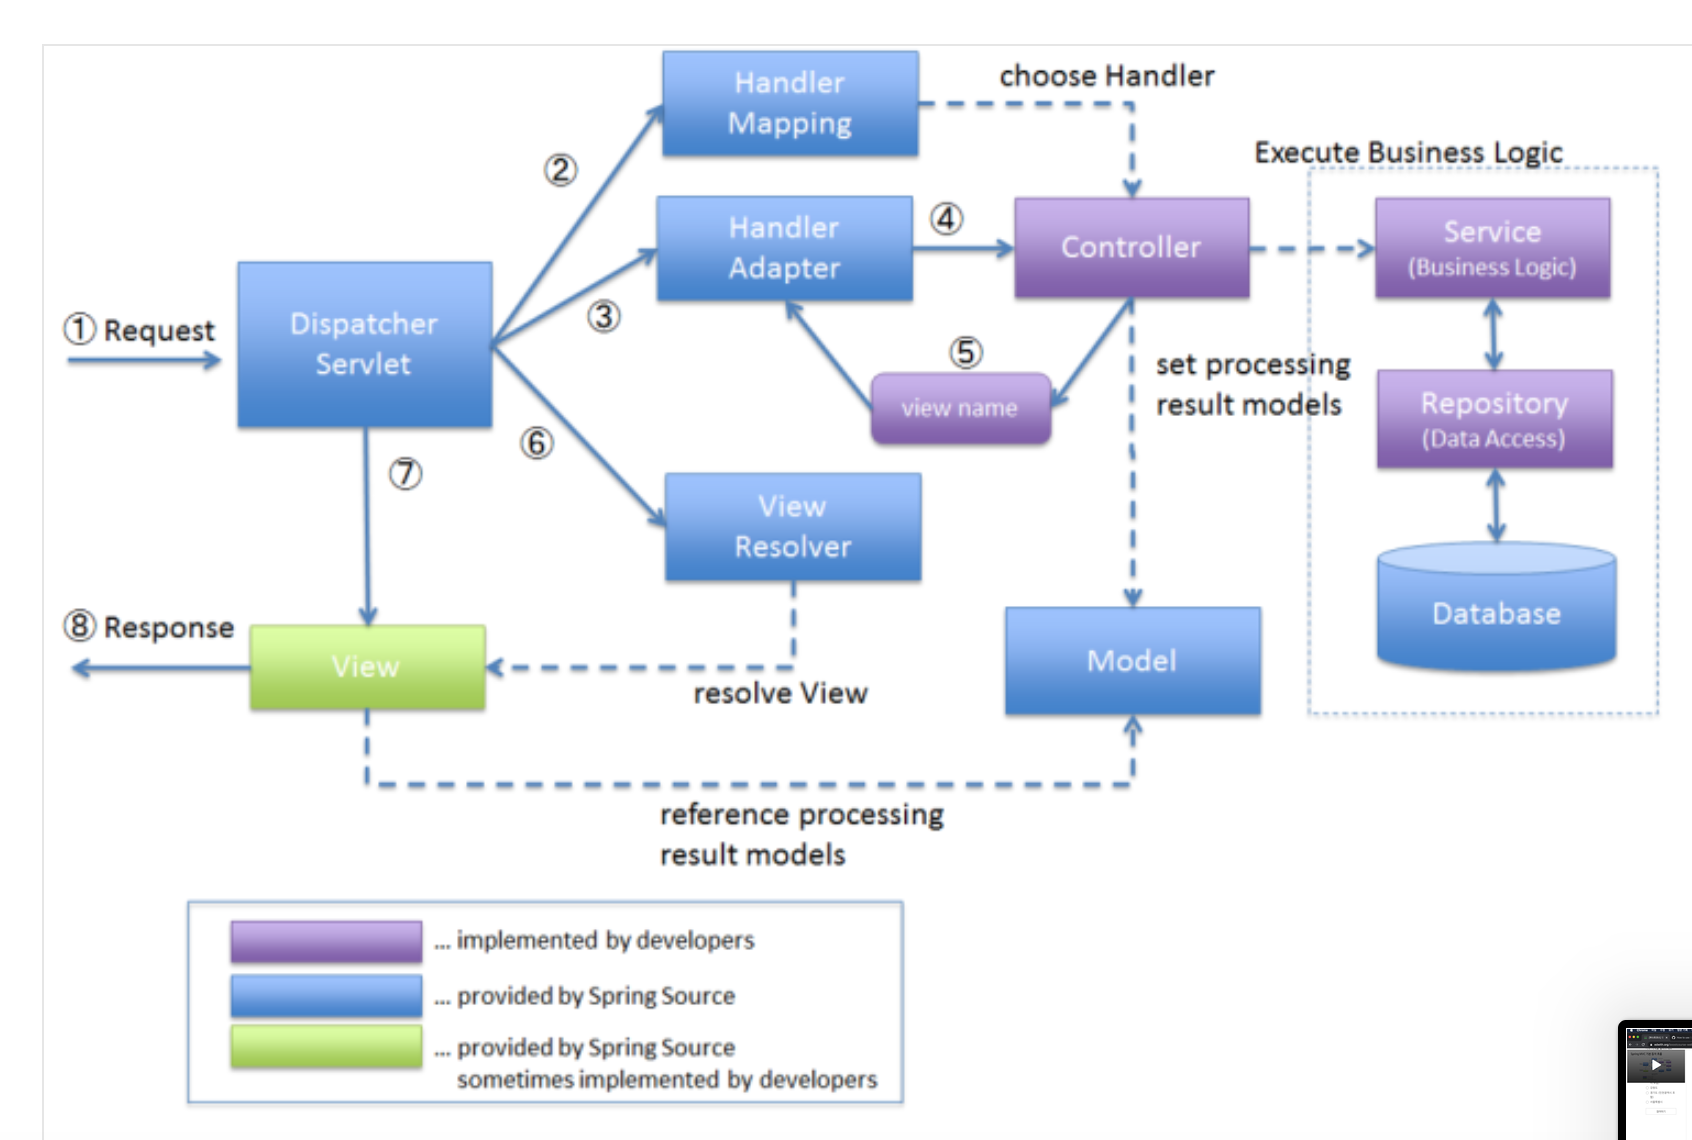 Handler
Mapping
choose Handler
②
Execute Business Logic
Handler
Adapter
④
Controller
Service
(Business Logic)
① Request
Dispatcher
Servlet
③
⑤
view name
set processing
result models
Repository
(Data Access)
⑥
⑦
View
Resolver
Database
⑧ Response
View
resolve View
Model
reference processing
result models
... implemented by developers
... provided by Spring Source
... provided by Spring Source
sometimes implemented by developers